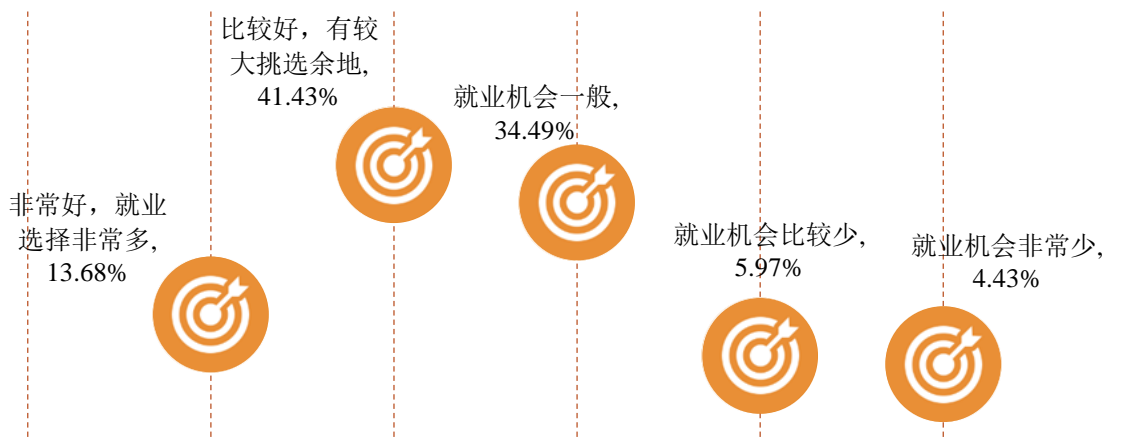 非常好，就业
选择非常多,
13.68%
比较好，有较
大挑选余地,
41.43%
就业机会一般,
34.49%
就业机会比较少,
5.97%
就业机会非常少,
4.43%